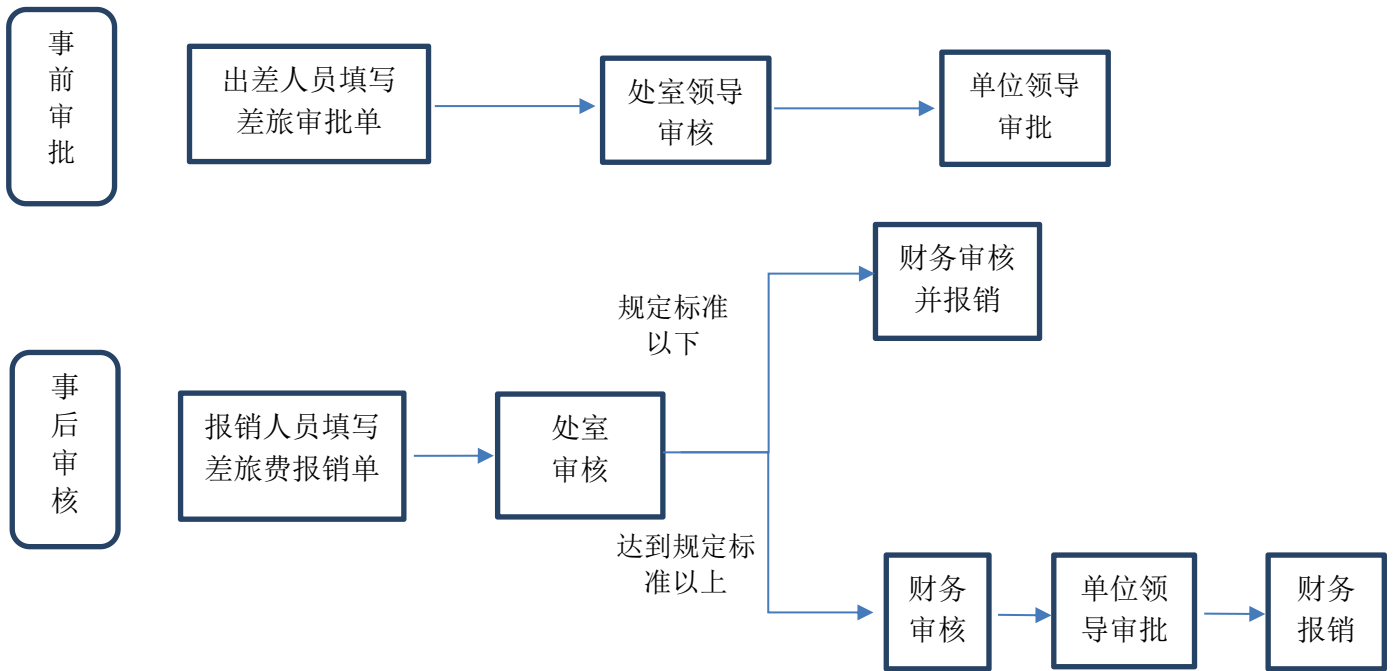 事
前
审
批
出差人员填写
差旅审批单
处室领导
审核
单位领导
审批
财务审核
并报销
规定标准
以下
事
后
审
核
报销人员填写
差旅费报销单
处室
审核
达到规定标
准以上
财务
审核
单位领
导审批
财务
报销